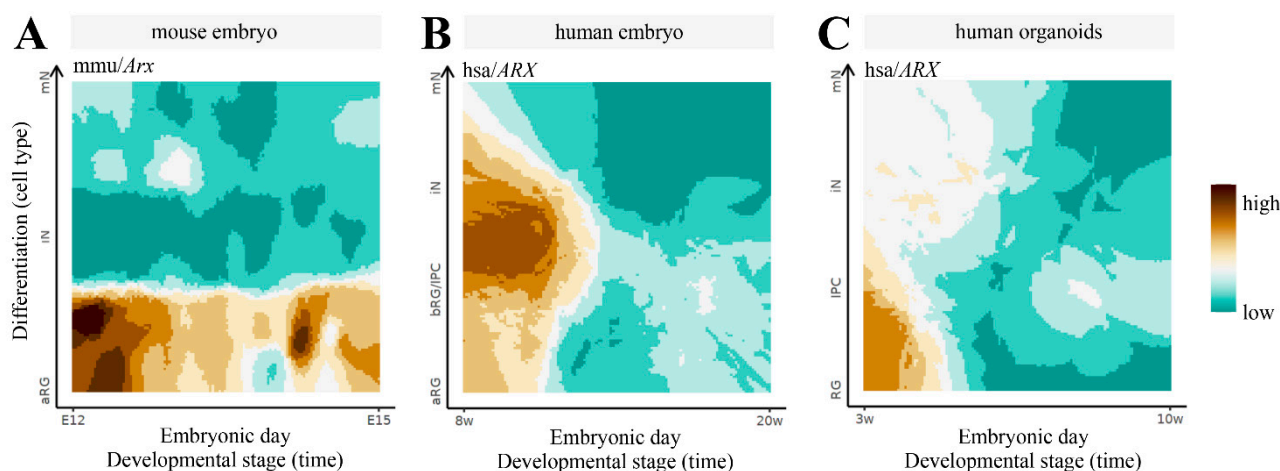 A
mouse embryo
mmu/Arx
Differentiation (cell type)
mN
iN
aRG
E12
E15
Embryonic day
Developmental stage (time)
B
human embryo
hsa/ARX
mN
iN
bRG/IPC
aRG
8w
20w
Embryonic day
Developmental stage (time)
C
human organoids
hsa/ARX
mN
iN
IPC
RG
3w
10w
Embryonic day
Developmental stage (time)
high
low